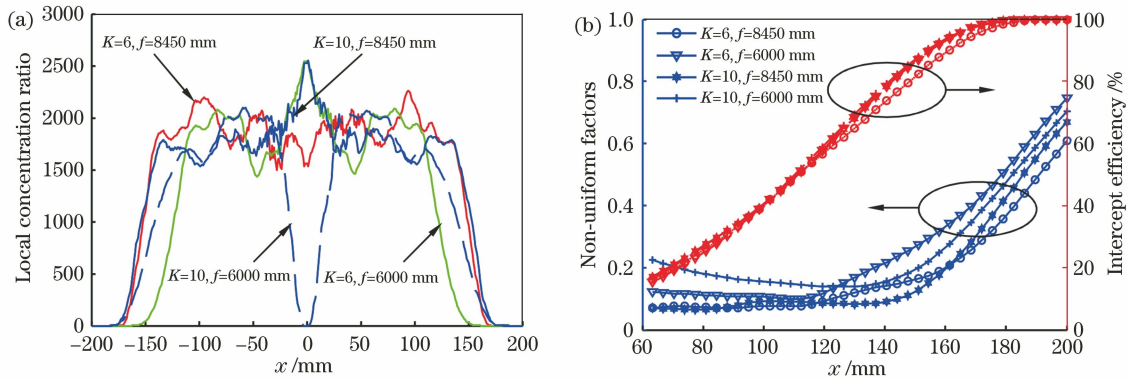 (a)
3000
2500
2000
1500
1000
500
0
Local concentration ratio
K=6, f=8450 mm
K=10, f=8450 mm
K=10, f=6000 mm
K=6, f=6000 mm
−200 −150 −100 −50 0 50 100 150 200
x /mm
(b)
1.0
0.8
0.6
0.4
0.2
0
Non-uniform factors
K=6, f=8450 mm
K=6, f=6000 mm
K=10, f=8450 mm
K=10, f=6000 mm
100
80
60
40
20
0
Intercept efficiency /%
60 80 100 120 140 160 180 200
x /mm